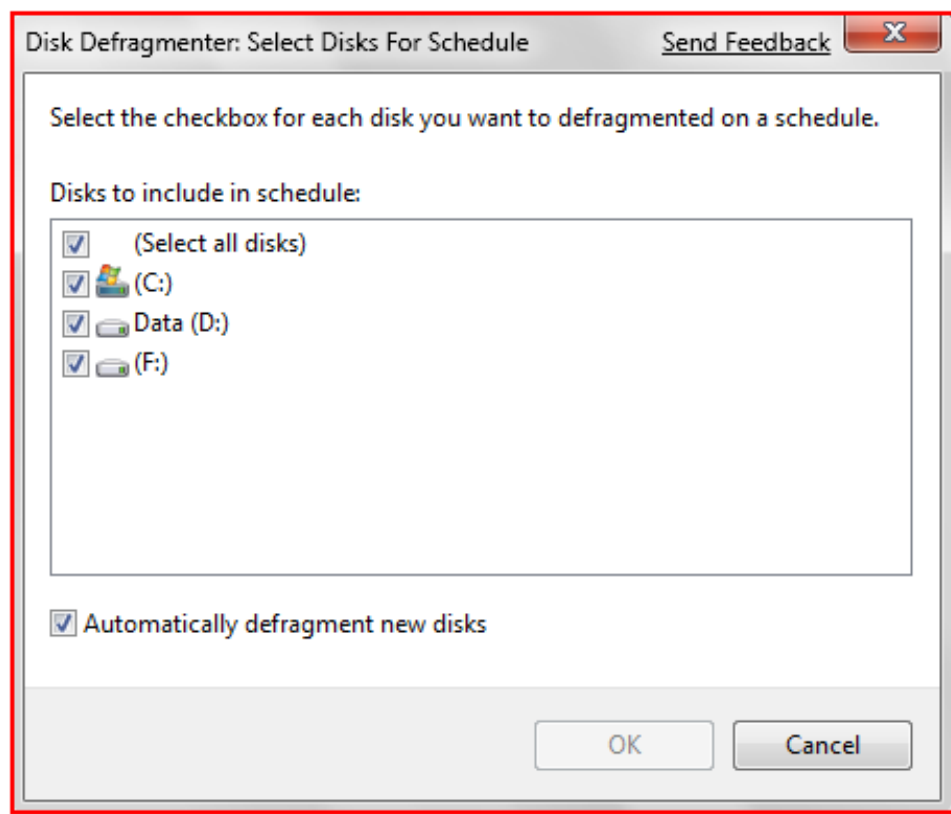 Disk Defragmenter: Select Disks For Schedule Send Feedback
Select the checkbox for each disk you want to defragmented on a schedule.
Disks to include in schedule:
(Select all disks)
(C:)
Data (D:)
(F:)
Automatically defragment new disks
OK Cancel